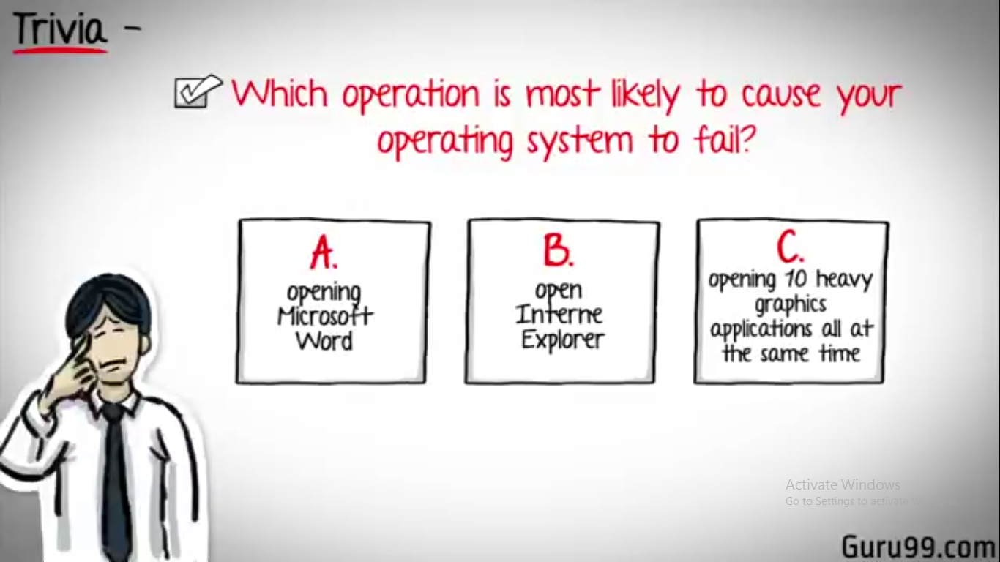 Trivia -
Which operation is most likely to cause your
operating system to fail?
A.
opening
Microsoft
Word
B.
open
Interne
Explorer
C.
opening 10 heavy
graphics
applications all at
the same time
Activate Windows
Go to Settings to activate
Guru99.com